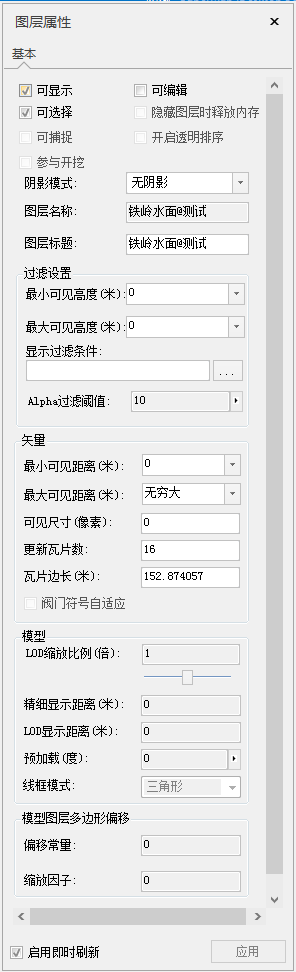 图层属性
基本
可显示 可编辑
可选择 隐藏图层时释放内存
可捕捉 开启透明排序
参与开挖
阴影模式: 无阴影
图层名称: 铁岭水面@测试
图层标题: 铁岭水面@测试
过滤设置
最小可见高度(米): 0
最大可见高度(米): 0
显示过滤条件:
...
Alpha过滤阈值: 10
矢量
最小可见距离(米): 0
最大可见距离(米): 无穷大
可见尺寸(像素): 0
更新瓦片数: 16
瓦片边长(米): 152.874057
阀门符号自适应
模型
LOD缩放比例(倍): 1
精细显示距离(米): 0
LOD显示距离(米): 0
预加载(度): 0
线框模式: 三角形
模型图层多边形偏移
偏移常量: 0
缩放因子: 0
启用即时刷新 应用